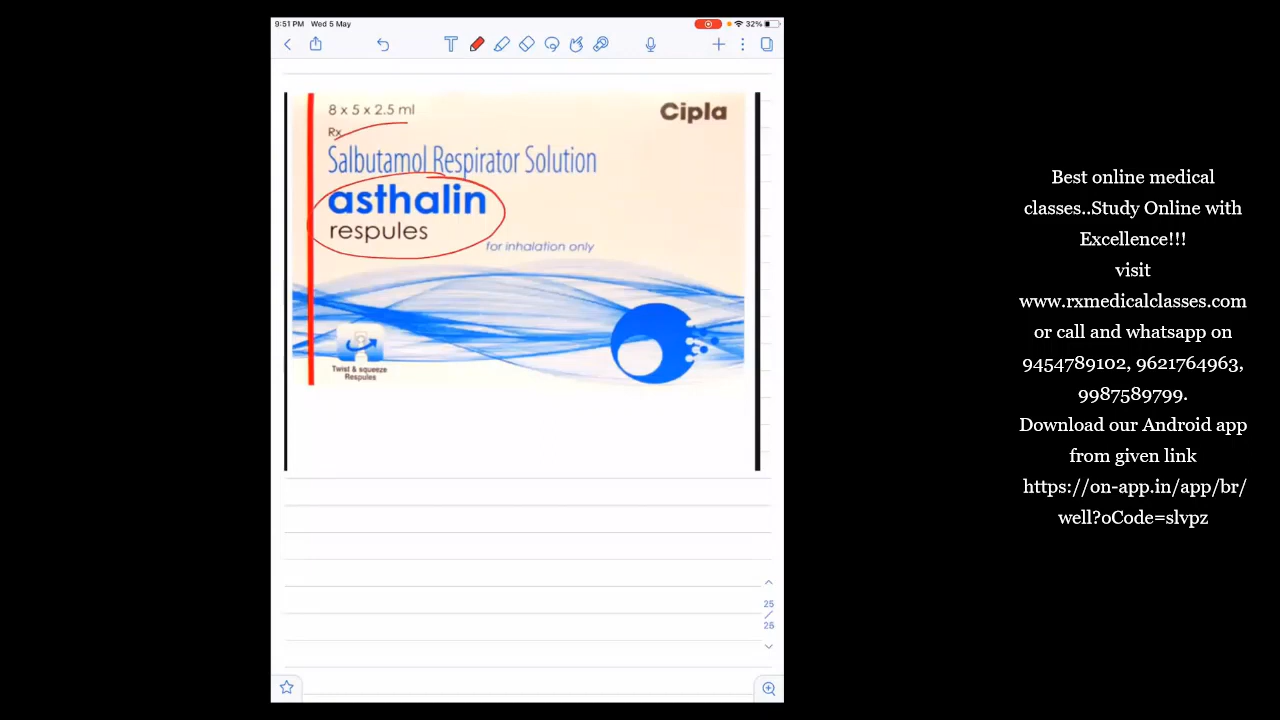 9:51 PM Wed 5 May
32%
8 x 5 x 2.5 ml
Cipla
Rx
Salbutamol Respirator Solution
asthalin
respules
for inhalation only
Twist & squeeze
Respules
25
25
Best online medical
classes..Study Online with
Excellence!!!
visit
www.rxmedicalclasses.com
or call and whatsapp on
9454789102, 9621764963,
9987589799.
Download our Android app
from given link
https://on-app.in/app/br/
well?oCode=slvpz